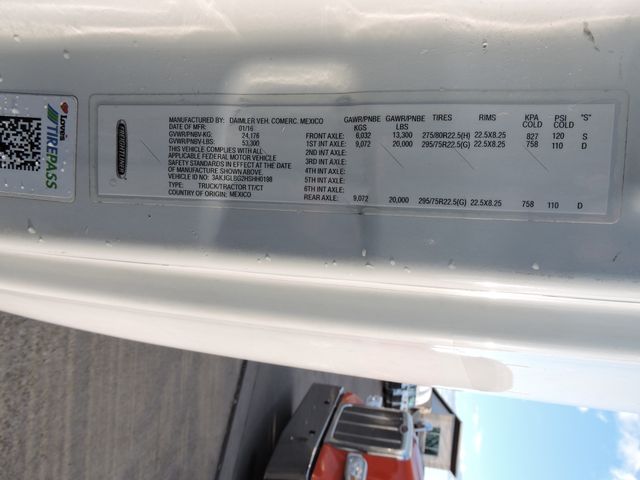 Love's
TIREPASS
FREIGHTLINER
MANUFACTURED BY: DAIMLER VEH. COMERC. MEXICO
DATE OF MFR: 01/16
GVWR/PNBV-KG: 24,176
GVWR/PNBV-LBS: 53,300
THIS VEHICLE COMPLIES WITH ALL
APPLICABLE FEDERAL MOTOR VEHICLE
SAFETY STANDARDS IN EFFECT AT THE DATE
OF MANUFACTURE SHOWN ABOVE.
VEHICLE ID NO: 3AKJGLBG2HSHH0198
TYPE: TRUCK/TRACTOR TT/CT
COUNTRY OF ORIGIN: MEXICO
GAWR/PNBE KGS GAWR/PNBE LBS TIRES RIMS KPA COLD PSI COLD "S"
FRONT AXLE: 6,032 13,300 275/80R22.5(H) 22.5X8.25 827 120 S
1ST INT AXLE: 9,072 20,000 295/75R22.5(G) 22.5X8.25 758 110 D
2ND INT AXLE:
3RD INT AXLE:
4TH INT AXLE:
5TH INT AXLE:
6TH INT AXLE:
REAR AXLE: 9,072 20,000 295/75R22.5(G) 22.5X8.25 758 110 D